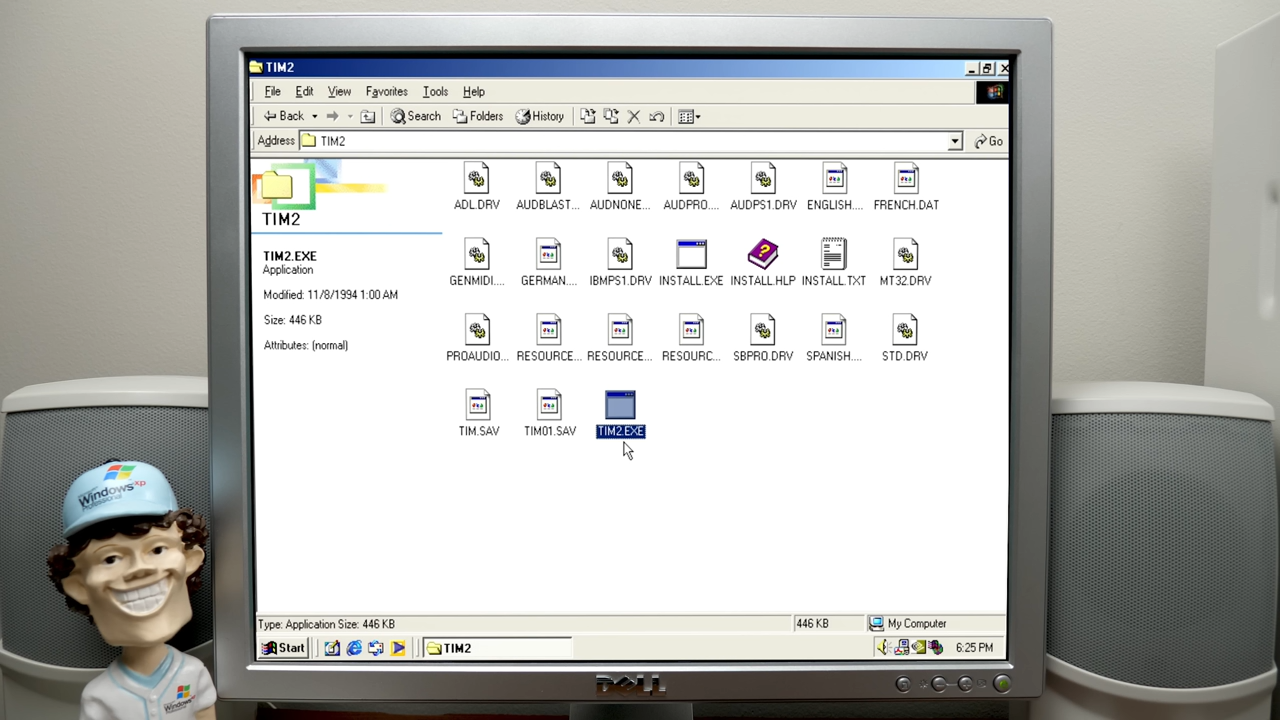 TIM2
File Edit View Favorites Tools Help
Back Search Folders History
Address TIM2 Go
TIM2
TIM2.EXE
Application
Modified: 11/8/1994 1:00 AM
Size: 446 KB
Attributes: (normal)
ADL.DRV AUDBLAST... AUDNONE... AUDPRO.... AUDPS1.DRV ENGLISH.... FRENCH.DAT
GENMIDI.... GERMAN.... IBMPS1.DRV INSTALL.EXE INSTALL.HLP INSTALL.TXT MT32.DRV
PROAUDIO... RESOURCE... RESOURCE... RESOURC... SBPRO.DRV SPANISH.... STD.DRV
TIM.SAV TIM01.SAV TIM2.EXE
Type: Application Size: 446 KB 446 KB My Computer
Start TIM2 6:25 PM
DELL
Microsoft
Windows xp
Professional
Windows